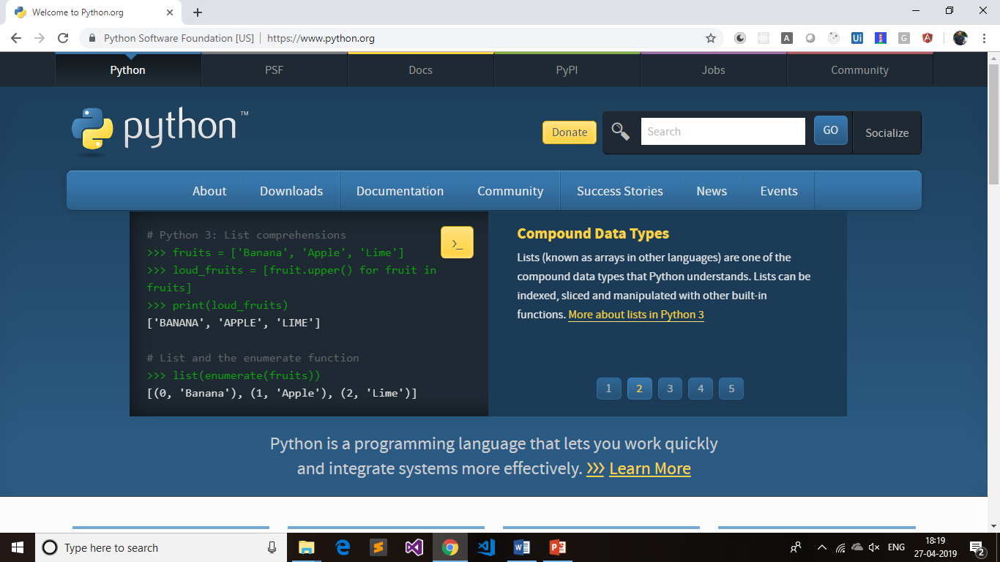 Welcome to Python.org
Python Software Foundation [US] | https://www.python.org
A Ui G
Python PSF Docs PyPI Jobs Community
python™
Donate Search GO Socialize
About Downloads Documentation Community Success Stories News Events
# Python 3: List comprehensions
>>> fruits = ['Banana', 'Apple', 'Lime']
>>> loud_fruits = [fruit.upper() for fruit in
fruits]
>>> print(loud_fruits)
['BANANA', 'APPLE', 'LIME']
# List and the enumerate function
>>> list(enumerate(fruits))
[(0, 'Banana'), (1, 'Apple'), (2, 'Lime')]
>_
Compound Data Types
Lists (known as arrays in other languages) are one of the
compound data types that Python understands. Lists can be
indexed, sliced and manipulated with other built-in
functions. More about lists in Python 3
1 2 3 4 5
Python is a programming language that lets you work quickly
and integrate systems more effectively. >>> Learn More
Type here to search
ENG
18:19
27-04-2019
2